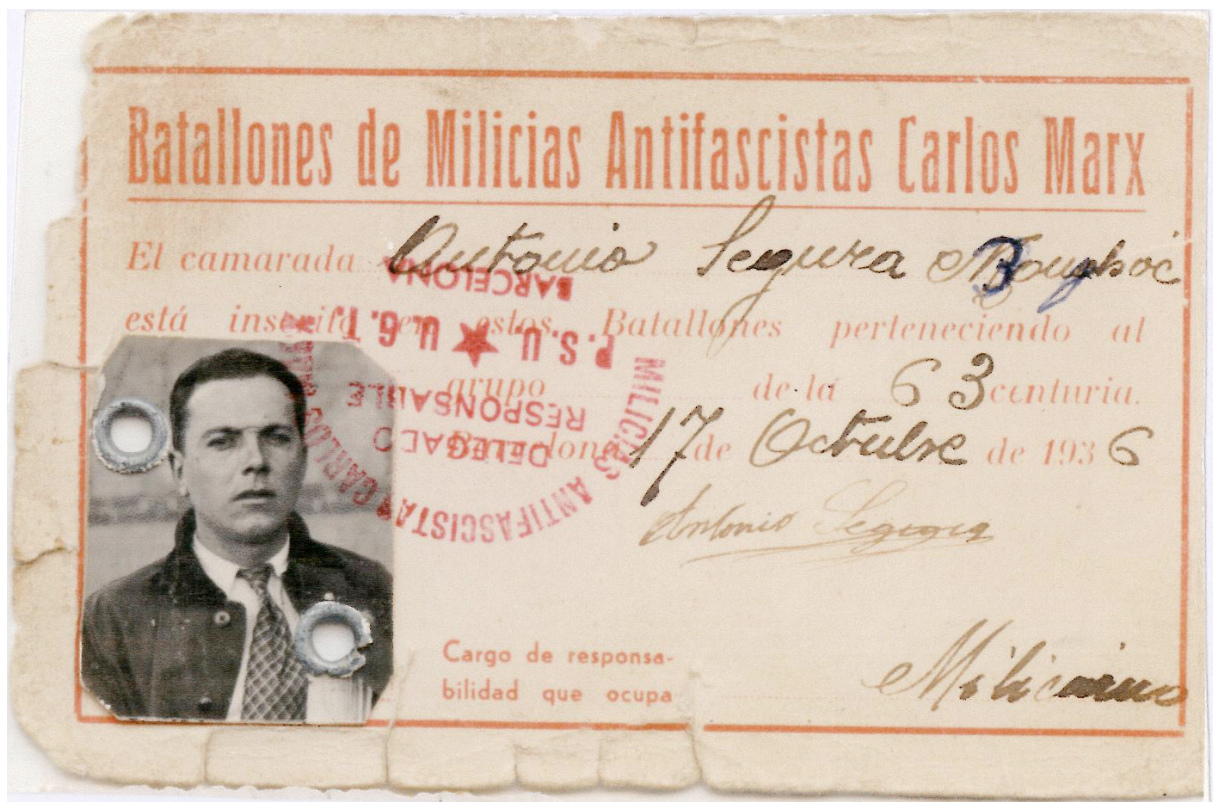 Batallones de Milicias Antifascistas Carlos Marx
El camarada Antonio Segura
está inscrito en estos Batallones perteneciendo al
grupo de la 63 centuria.
Barcelona 17 de Octubre de 1936
Antonio Segura
Cargo de responsa-
bilidad que ocupa Miliciano
MILICIAS ANTIFASCISTAS CARLOS MARX
DELEGADO
RESPONSABLE
P.S.U. ★ U.G.T.
BARCELONA